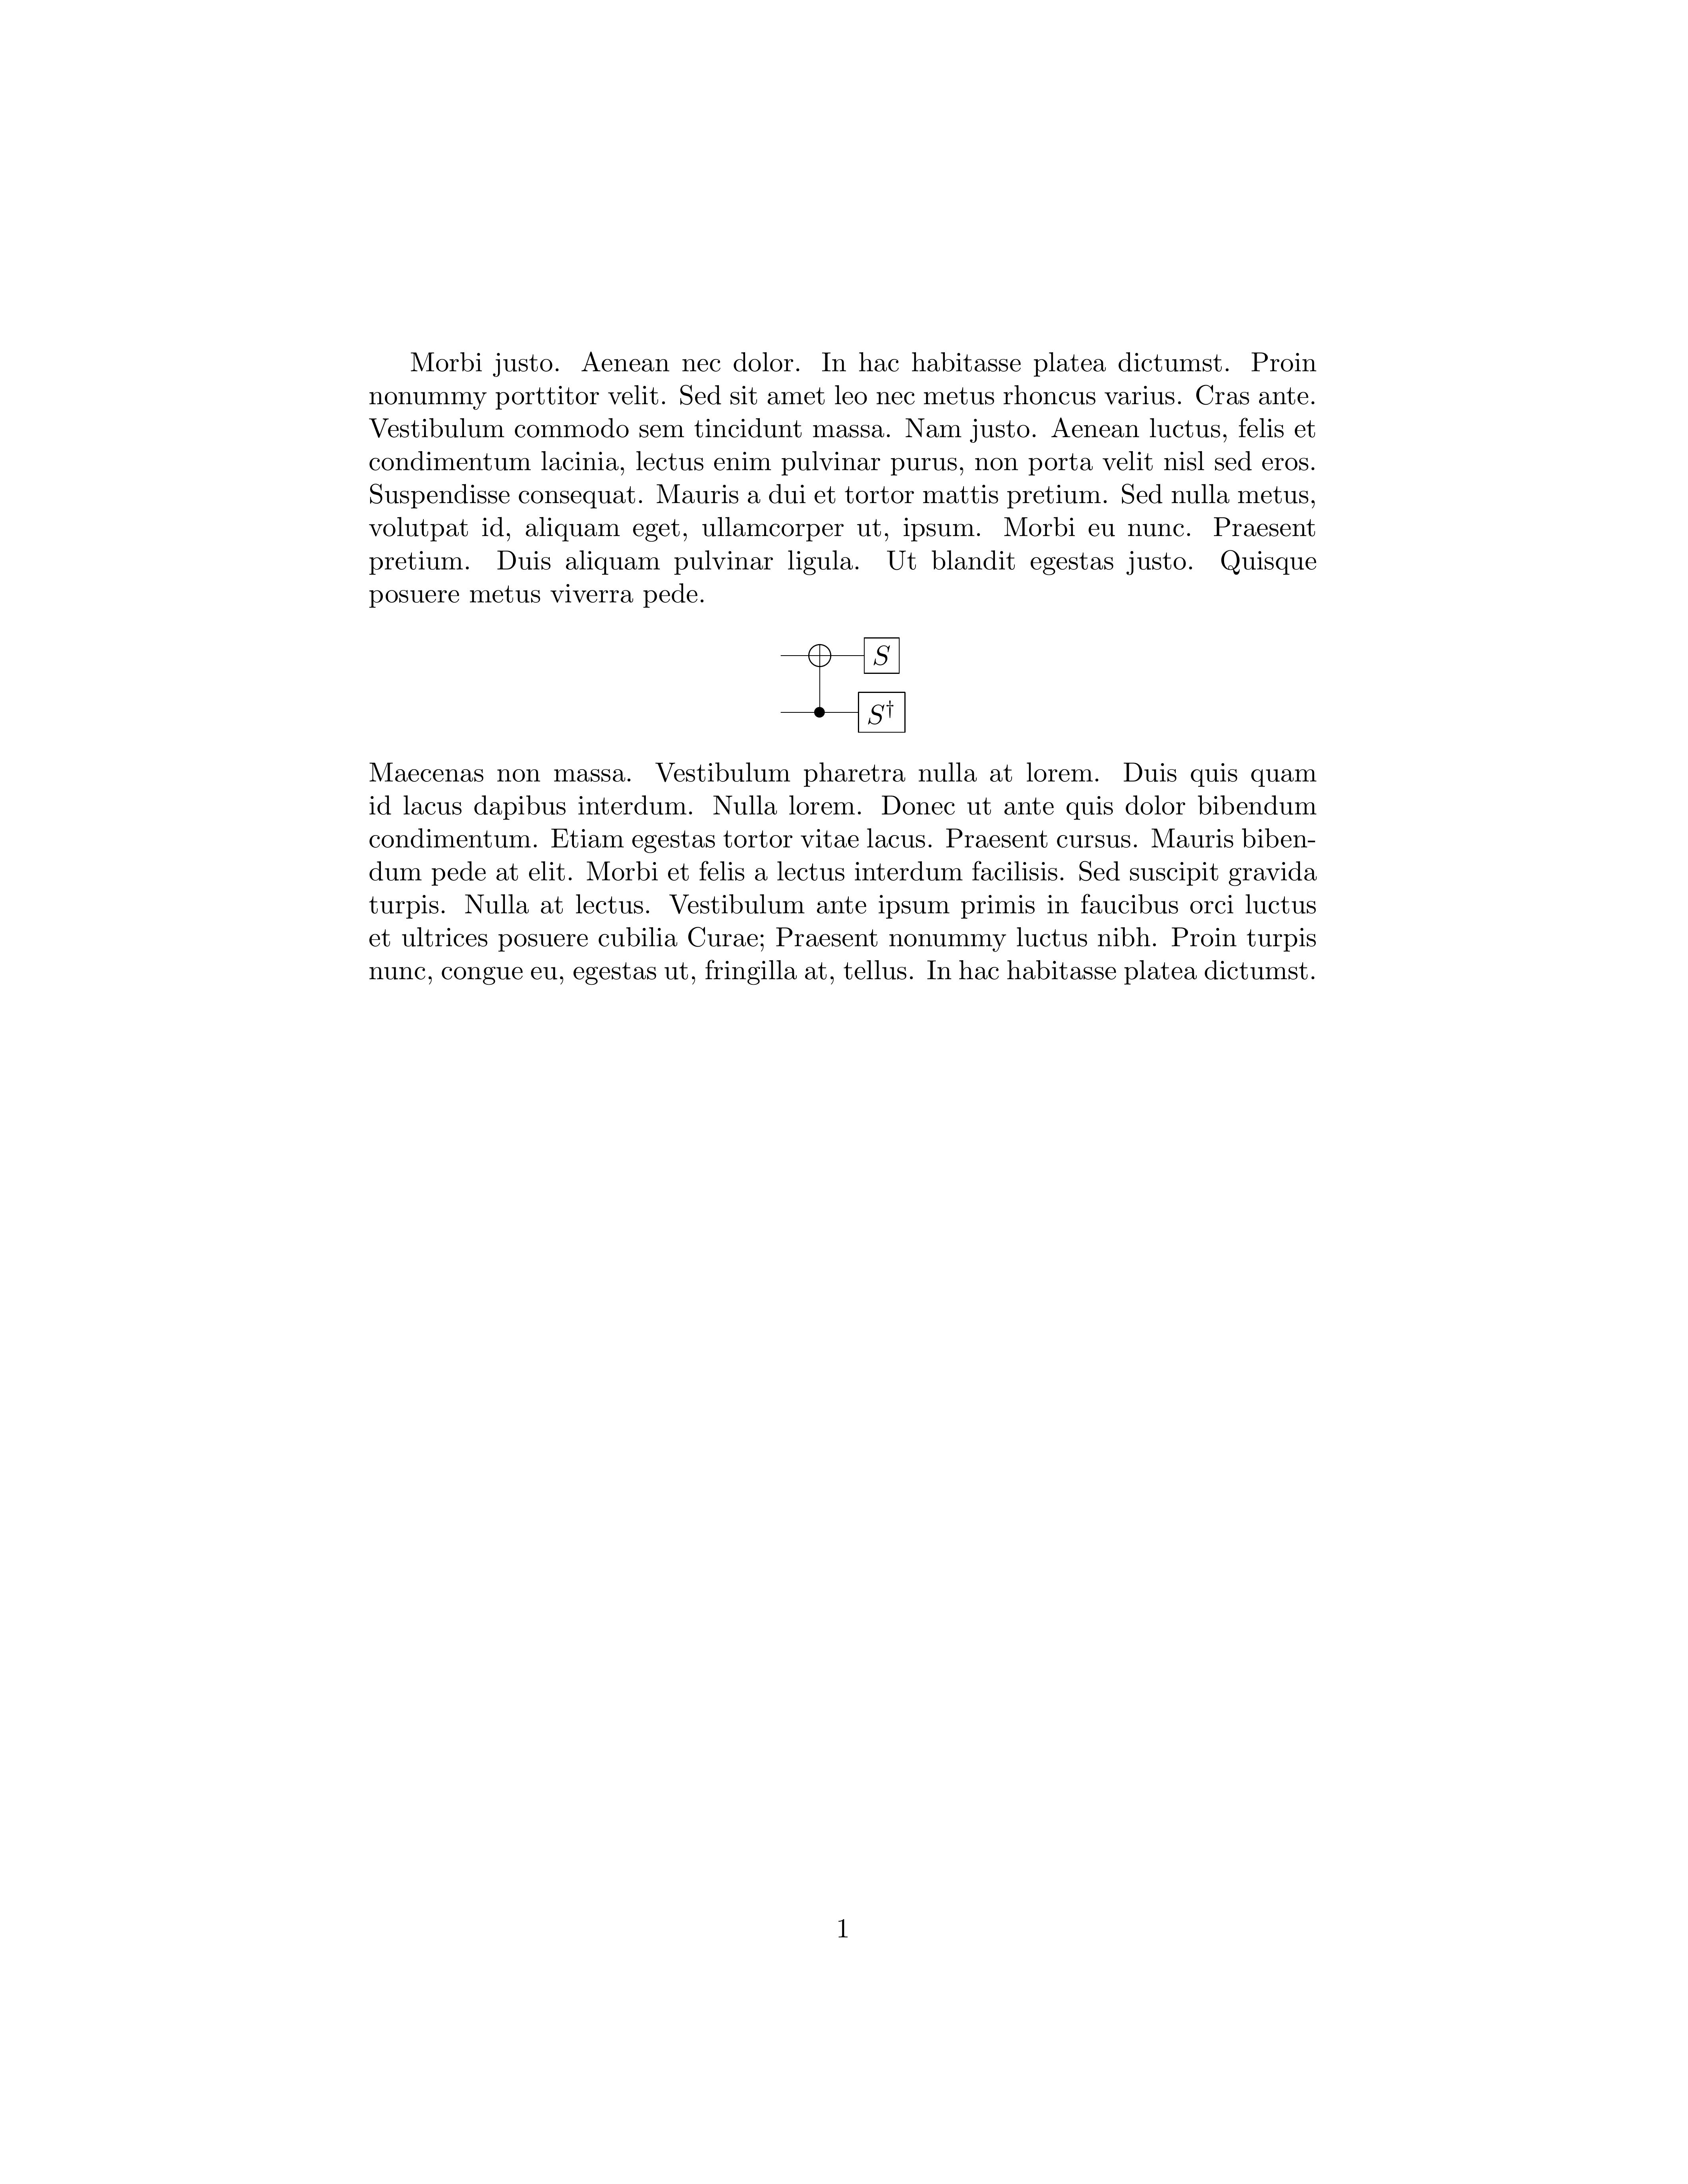 Morbi justo. Aenean nec dolor. In hac habitasse platea dictumst. Proin
nonummy porttitor velit. Sed sit amet leo nec metus rhoncus varius. Cras ante.
Vestibulum commodo sem tincidunt massa. Nam justo. Aenean luctus, felis et
condimentum lacinia, lectus enim pulvinar purus, non porta velit nisl sed eros.
Suspendisse consequat. Mauris a dui et tortor mattis pretium. Sed nulla metus,
volutpat id, aliquam eget, ullamcorper ut, ipsum. Morbi eu nunc. Praesent
pretium. Duis aliquam pulvinar ligula. Ut blandit egestas justo. Quisque
posuere metus viverra pede.
S
S†
Maecenas non massa. Vestibulum pharetra nulla at lorem. Duis quis quam
id lacus dapibus interdum. Nulla lorem. Donec ut ante quis dolor bibendum
condimentum. Etiam egestas tortor vitae lacus. Praesent cursus. Mauris biben-
dum pede at elit. Morbi et felis a lectus interdum facilisis. Sed suscipit gravida
turpis. Nulla at lectus. Vestibulum ante ipsum primis in faucibus orci luctus
et ultrices posuere cubilia Curae; Praesent nonummy luctus nibh. Proin turpis
nunc, congue eu, egestas ut, fringilla at, tellus. In hac habitasse platea dictumst.
1